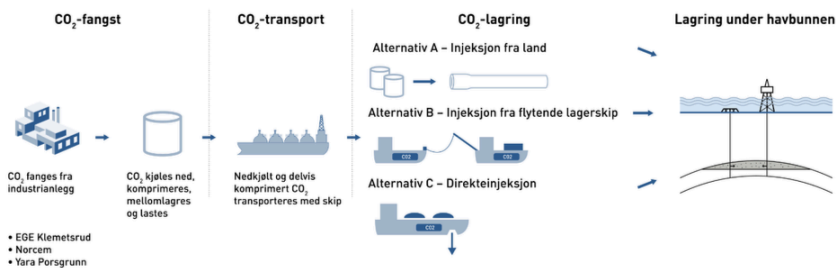 CO₂-fangst
CO₂ fanges fra
industrianlegg
CO₂ kjøles ned,
komprimeres,
mellomlagres
og lastes
• EGE Klemetsrud
• Norcem
• Yara Porsgrunn
CO₂-transport
Nedkjølt og delvis
komprimert CO₂
transporteres med skip
CO₂-lagring
Alternativ A – Injeksjon fra land
Alternativ B – Injeksjon fra flytende lagerskip
CO2
CO2
Alternativ C – Direkteinjeksjon
CO2
Lagring under havbunnen